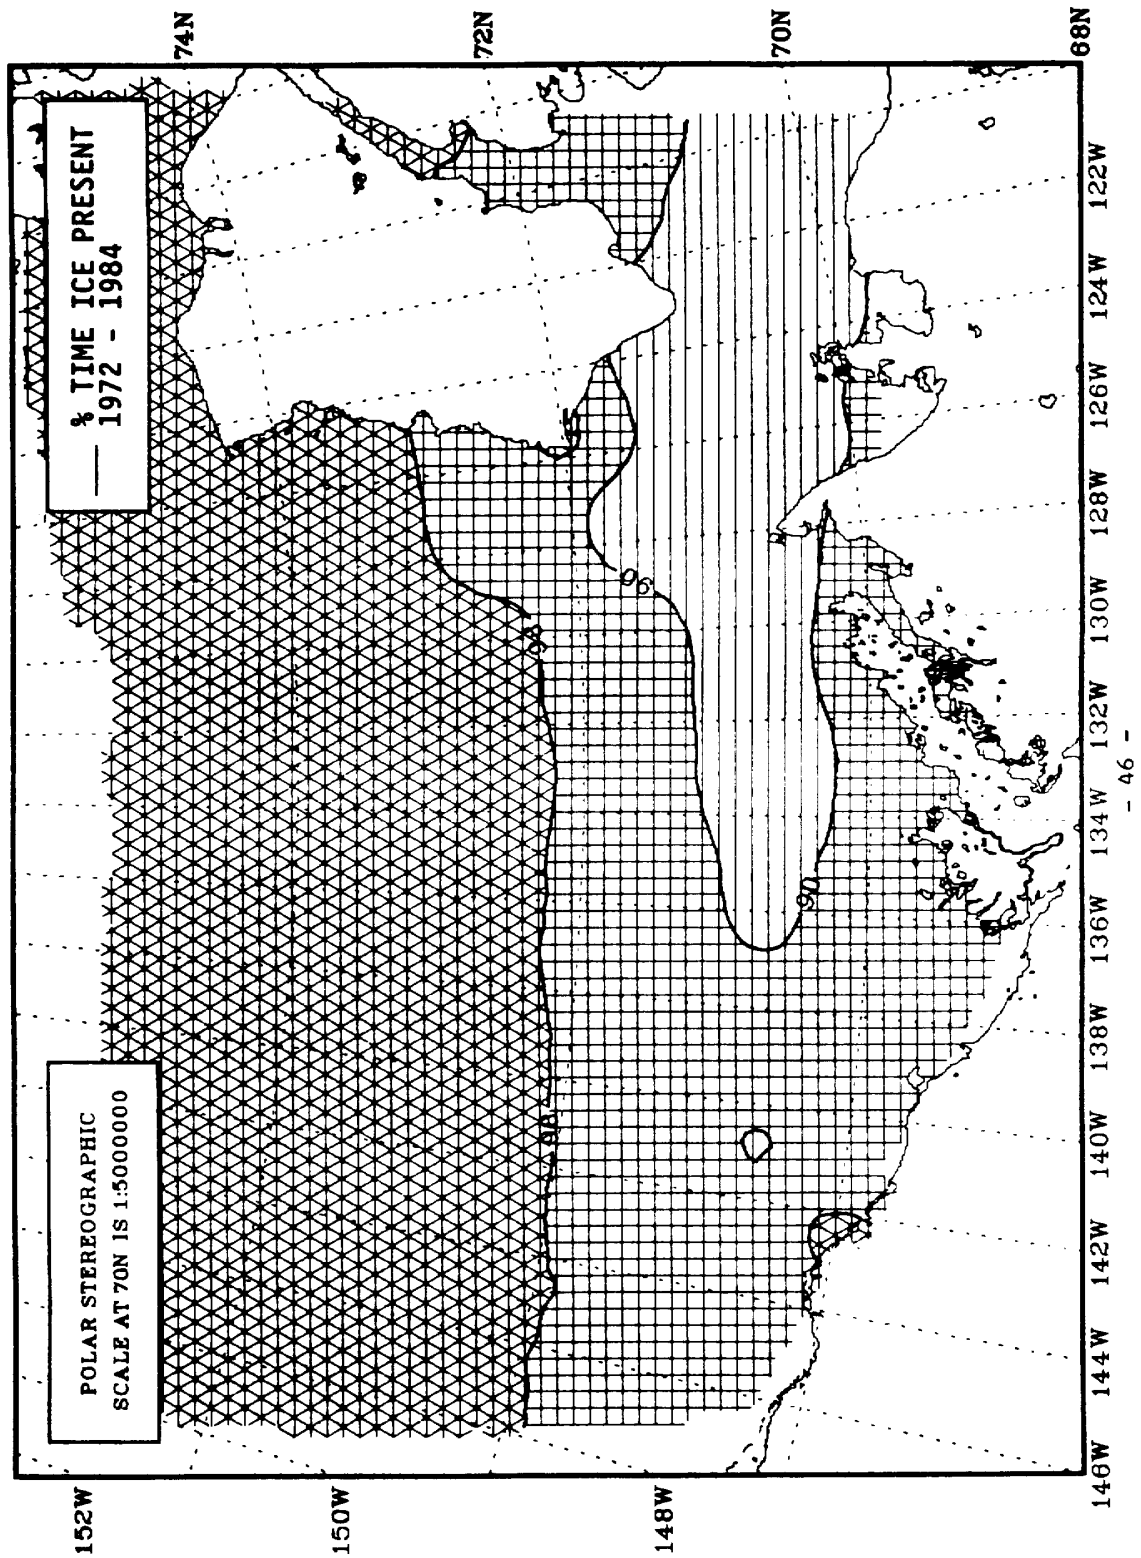 POLAR STEREOGRAPHIC
SCALE AT 70N IS 1:5000000
— % TIME ICE PRESENT
1972 - 1984
74N
72N
70N
68N
152W
150W
148W
146W
144W
142W
140W
138W
136W
134W
132W
130W
128W
126W
124W
122W
98
98
90
90
- 46 -